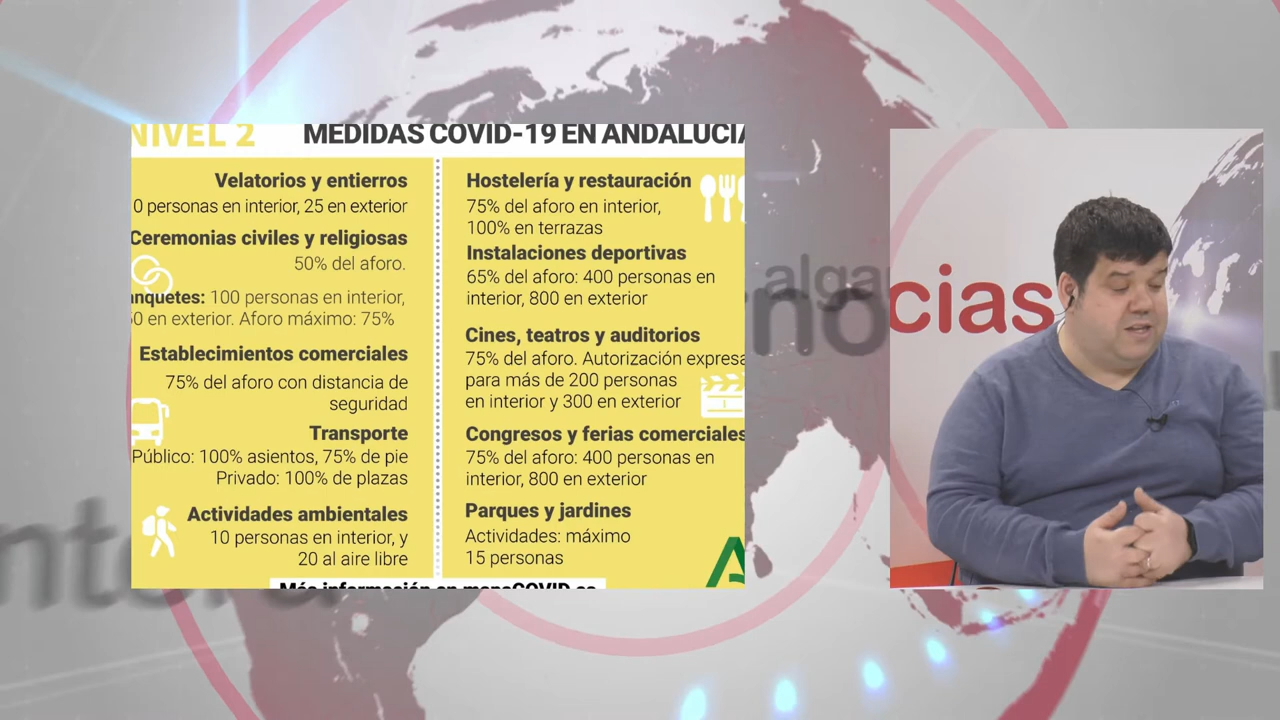 NIVEL 2
MEDIDAS COVID-19 EN ANDALUCÍA
Velatorios y entierros
0 personas en interior, 25 en exterior
Ceremonias civiles y religiosas
50% del aforo.
anquetes: 100 personas en interior,
0 en exterior. Aforo máximo: 75%
Establecimientos comerciales
75% del aforo con distancia de
seguridad
Transporte
Público: 100% asientos, 75% de pie
Privado: 100% de plazas
Actividades ambientales
10 personas en interior, y
20 al aire libre
Hostelería y restauración
75% del aforo en interior,
100% en terrazas
Instalaciones deportivas
65% del aforo: 400 personas en
interior, 800 en exterior
Cines, teatros y auditorios
75% del aforo. Autorización expresa
para más de 200 personas
en interior y 300 en exterior
Congresos y ferias comerciales
75% del aforo: 400 personas en
interior, 800 en exterior
Parques y jardines
Actividades: máximo
15 personas
Más información en mapaCOVID.es
cias